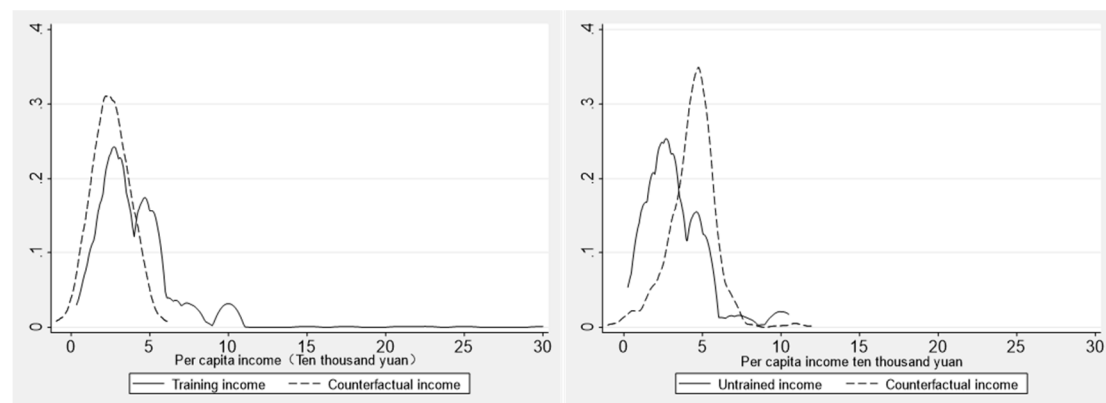 .4
.3
.2
.1
0
0 5 10 15 20 25 30
Per capita income（Ten thousand yuan）
Training income Counterfactual income
.4
.3
.2
.1
0
0 5 10 15 20 25 30
Per capita income ten thousand yuan
Untrained income Counterfactual income